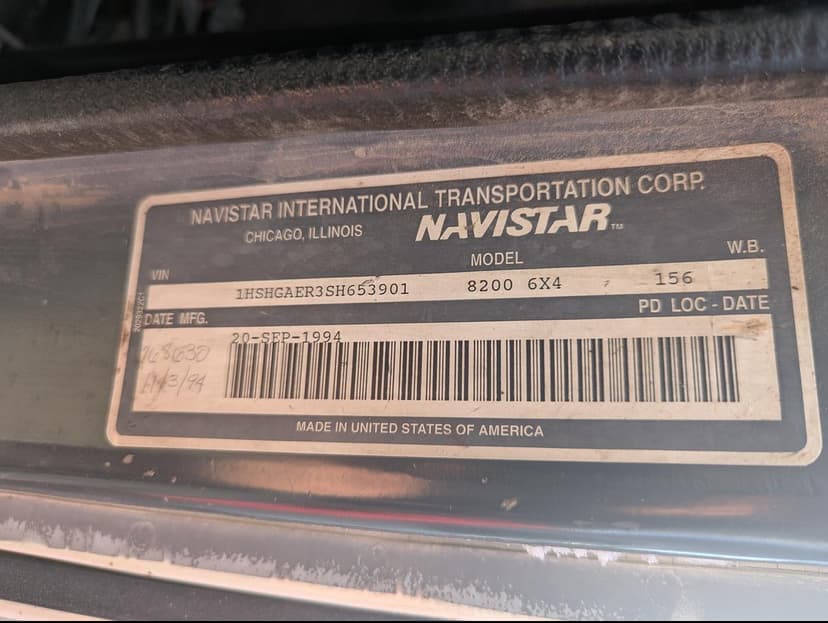 NAVISTAR INTERNATIONAL TRANSPORTATION CORP.
CHICAGO, ILLINOIS NAVISTAR™
VIN MODEL W.B.
1HSHGAER3SH653901 8200 6X4 156
DATE MFG. PD LOC - DATE
20-SEP-1994
MADE IN UNITED STATES OF AMERICA